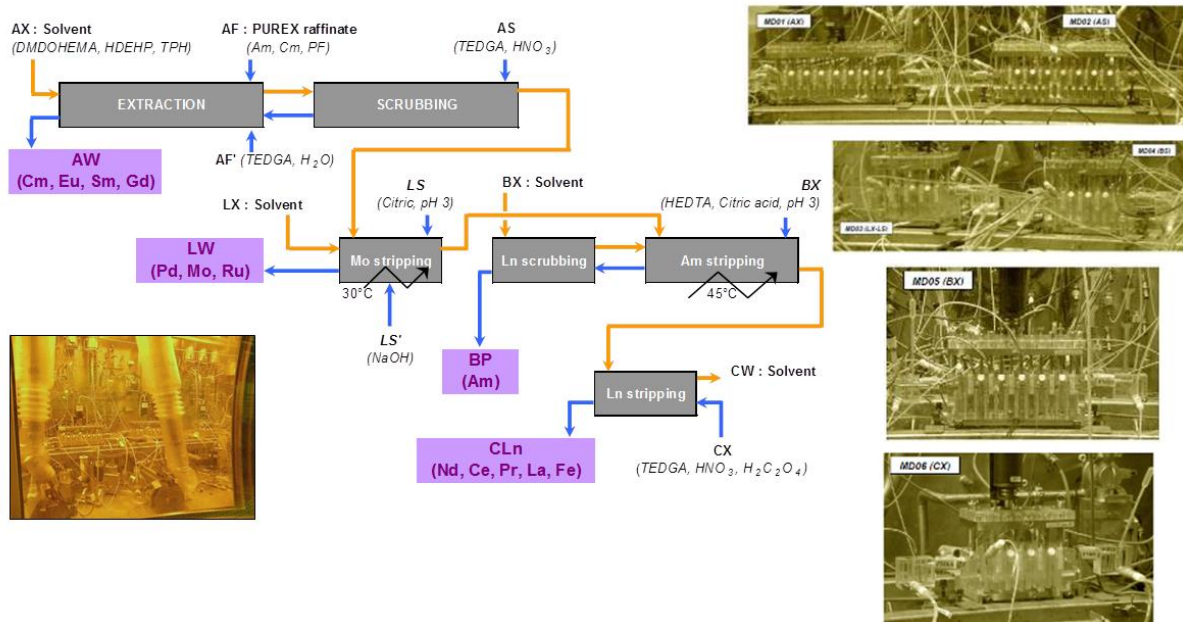 AX : Solvent
(DMDOHEMA, HDEHP, TPH)
AF : PUREX raffinate
(Am, Cm, PF)
AS
(TEDGA, HNO₃)
EXTRACTION
SCRUBBING
AW
(Cm, Eu, Sm, Gd)
AF' (TEDGA, H₂O)
LX : Solvent
LS
(Citric, pH 3)
BX : Solvent
BX
(HEDTA, Citric acid, pH 3)
LW
(Pd, Mo, Ru)
Mo stripping
30°C
Ln scrubbing
Am stripping
45°C
LS'
(NaOH)
BP
(Am)
Ln stripping
CW : Solvent
CLn
(Nd, Ce, Pr, La, Fe)
CX
(TEDGA, HNO₃, H₂C₂O₄)
MD01 (AX)
MD02 (AS)
MD04 (BS)
MD03 (LX-LS)
MD05 (BX)
MD06 (CX)